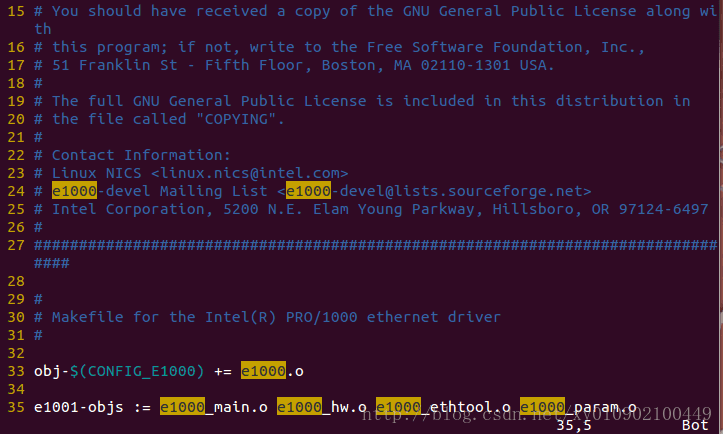 15 # You should have received a copy of the GNU General Public License along wi
th
16 # this program; if not, write to the Free Software Foundation, Inc.,
17 # 51 Franklin St - Fifth Floor, Boston, MA 02110-1301 USA.
18 #
19 # The full GNU General Public License is included in this distribution in
20 # the file called "COPYING".
21 #
22 # Contact Information:
23 # Linux NICS <linux.nics@intel.com>
24 # e1000-devel Mailing List <e1000-devel@lists.sourceforge.net>
25 # Intel Corporation, 5200 N.E. Elam Young Parkway, Hillsboro, OR 97124-6497
26 #
27 ############################################################################
####
28
29 #
30 # Makefile for the Intel(R) PRO/1000 ethernet driver
31 #
32
33 obj-$(CONFIG_E1000) += e1000.o
34
35 e1001-objs := e1000_main.o e1000_hw.o e1000_ethtool.o e1000_param.o
http://blog.csdn.net/xy010902100449
35,5 Bot